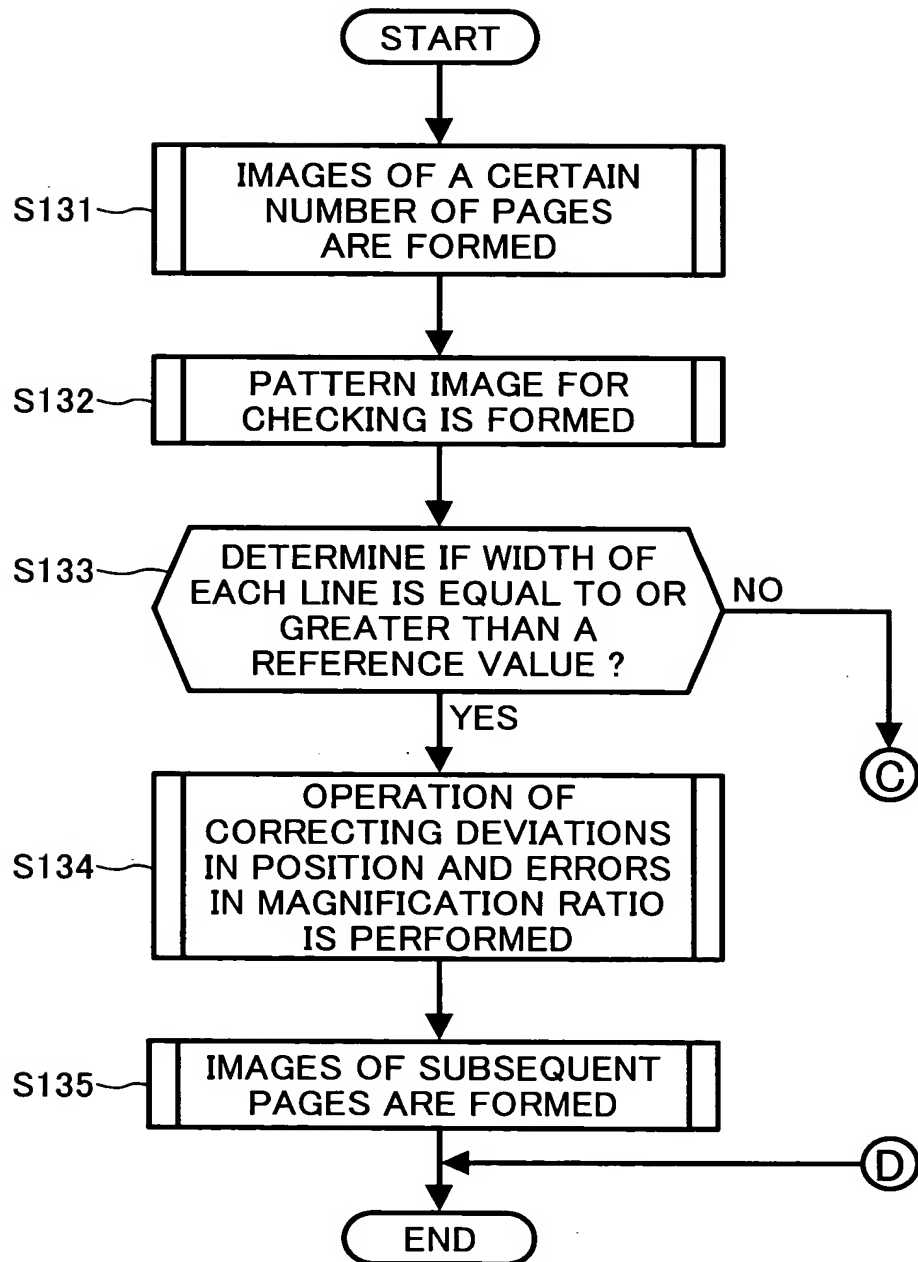 START
S131
IMAGES OF A CERTAIN
NUMBER OF PAGES
ARE FORMED
S132
PATTERN IMAGE FOR
CHECKING IS FORMED
S133
DETERMINE IF WIDTH OF
EACH LINE IS EQUAL TO OR
GREATER THAN A
REFERENCE VALUE ?
NO
YES
C
S134
OPERATION OF
CORRECTING DEVIATIONS
IN POSITION AND ERRORS
IN MAGNIFICATION RATIO
IS PERFORMED
S135
IMAGES OF SUBSEQUENT
PAGES ARE FORMED
D
END